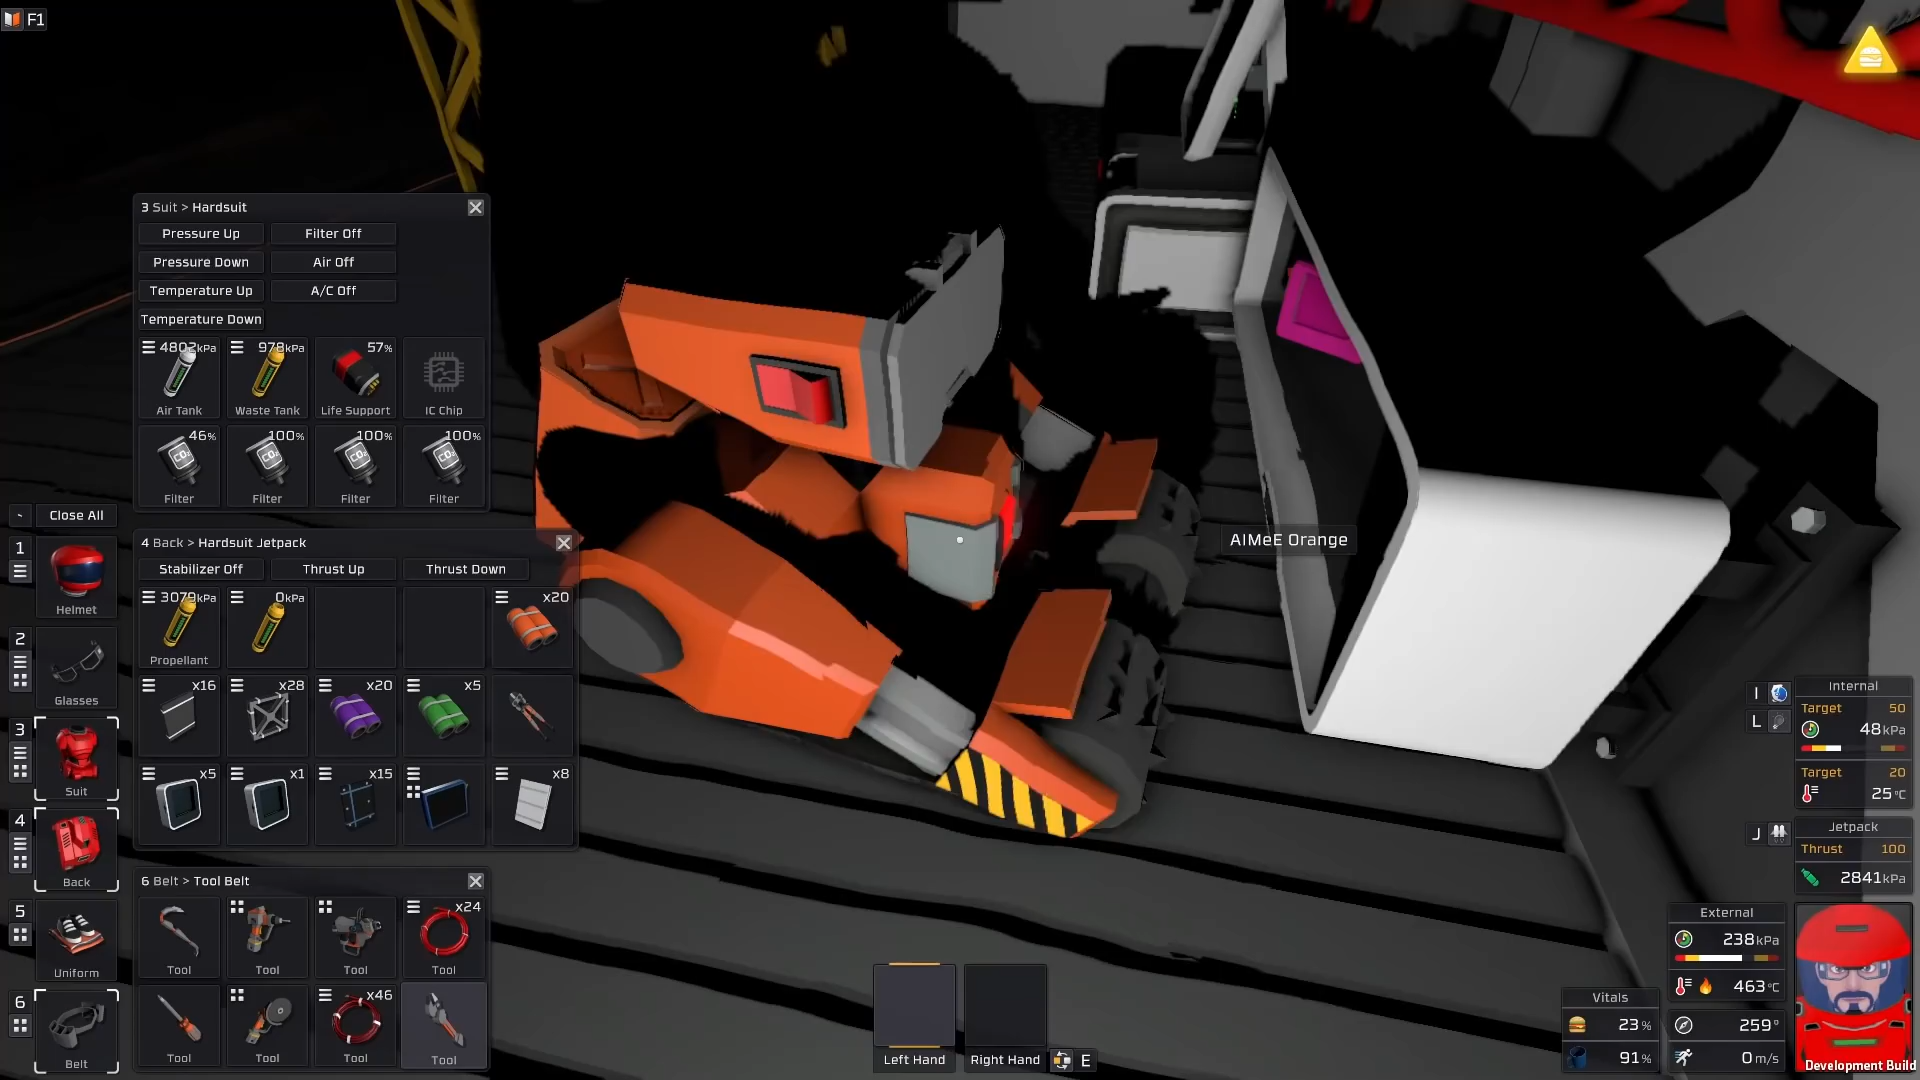 F1
3 Suit > Hardsuit
Pressure Up
Filter Off
Pressure Down
Air Off
Temperature Up
A/C Off
Temperature Down
4802kPa
978kPa
57%
Air Tank
Waste Tank
Life Support
IC Chip
46%
100%
100%
100%
CO₂
CO₂
CO₂
CO₂
Filter
Filter
Filter
Filter
~
Close All
1
Helmet
2
Glasses
3
Suit
4
Back
5
Uniform
6
Belt
4 Back > Hardsuit Jetpack
Stabilizer Off
Thrust Up
Thrust Down
3079kPa
0kPa
x20
Propellant
x16
x28
x20
x5
x5
x1
x15
x8
6 Belt > Tool Belt
x24
Tool
Tool
Tool
Tool
x46
Tool
Tool
Tool
Tool
AIMeE Orange
Left Hand
Right Hand
E
I
L
Internal
Target 50
48kPa
Target 20
25°C
J
Jetpack
Thrust 100
2841kPa
External
238kPa
463°C
259°
0m/s
Vitals
23%
91%
Development Build